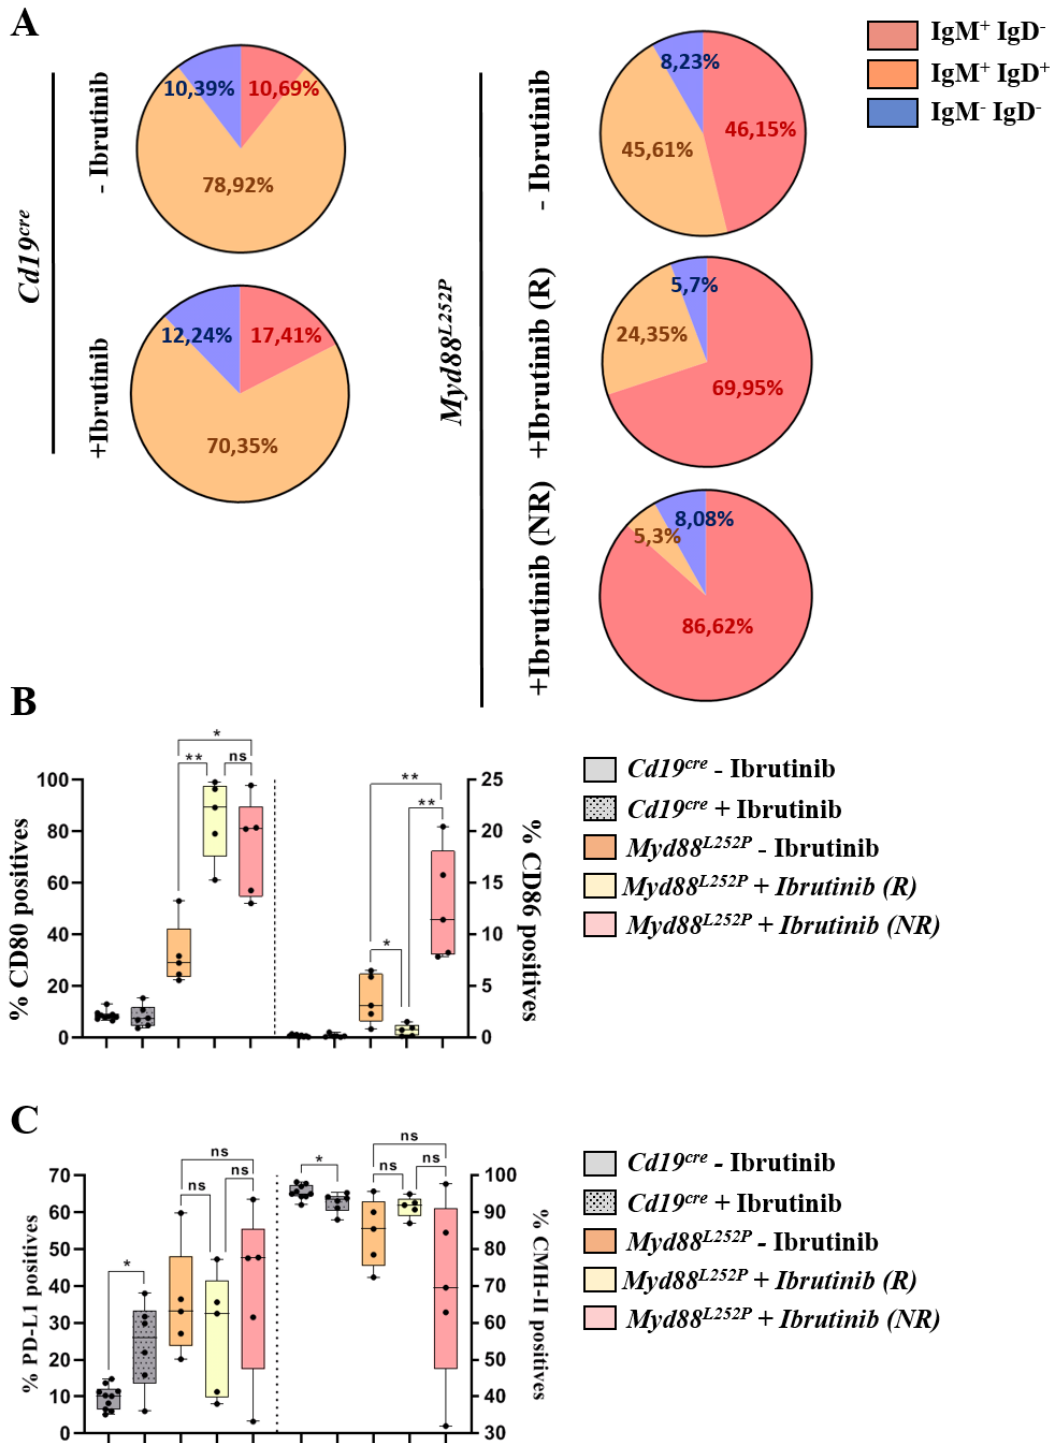 A
IgM+ IgD-
IgM+ IgD+
IgM- IgD-
Cd19cre
- Ibrutinib
10,39%
10,69%
78,92%
+Ibrutinib
12,24%
17,41%
70,35%
Myd88L252P
- Ibrutinib
8,23%
46,15%
45,61%
+Ibrutinib (R)
5,7%
24,35%
69,95%
+Ibrutinib (NR)
8,08%
5,3%
86,62%
B
% CD80 positives
100
80
60
40
20
0
*
**
ns
**
**
*
25
20
15
10
5
0
% CD86 positives
Cd19cre - Ibrutinib
Cd19cre + Ibrutinib
Myd88L252P - Ibrutinib
Myd88L252P + Ibrutinib (R)
Myd88L252P + Ibrutinib (NR)
C
% PD-L1 positives
70
60
50
40
30
20
10
0
*
ns
ns
ns
*
ns
ns
ns
100
90
80
70
60
50
40
30
% CMH-II positives
Cd19cre - Ibrutinib
Cd19cre + Ibrutinib
Myd88L252P - Ibrutinib
Myd88L252P + Ibrutinib (R)
Myd88L252P + Ibrutinib (NR)